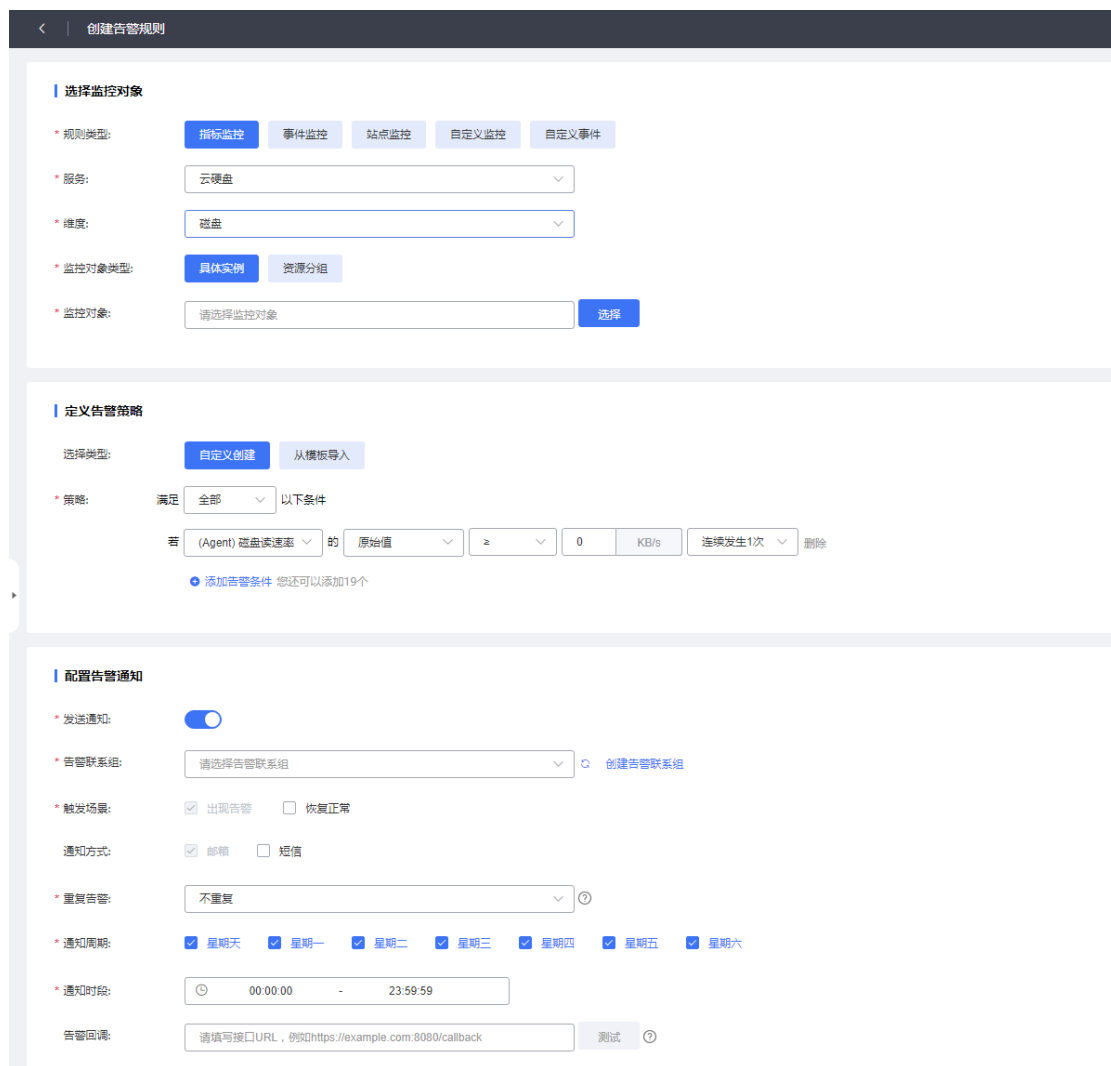 创建告警规则
选择监控对象
* 规则类型: 指标监控 事件监控 站点监控 自定义监控 自定义事件
* 服务: 云硬盘
* 维度: 磁盘
* 监控对象类型: 具体实例 资源分组
* 监控对象: 请选择监控对象 选择
定义告警策略
选择类型: 自定义创建 从模板导入
* 策略: 满足 全部 以下条件
若 (Agent) 磁盘读速率 的 原始值 ≥ 0 KB/s 连续发生1次 删除
添加告警条件 您还可以添加19个
配置告警通知
* 发送通知:
* 告警联系组: 请选择告警联系组 创建告警联系组
* 触发场景: 出现告警 恢复正常
通知方式: 邮箱 短信
* 重复告警: 不重复
* 通知周期: 星期天 星期一 星期二 星期三 星期四 星期五 星期六
* 通知时段: 00:00:00 - 23:59:59
告警回调: 请填写接口URL，例如https://example.com:8080/callback 测试